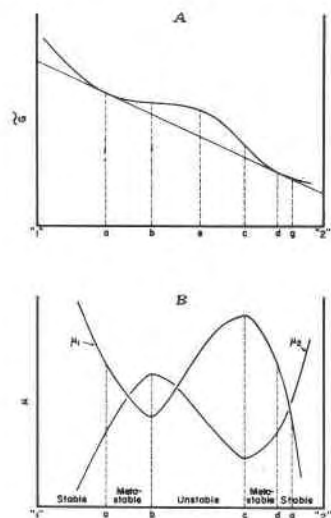 A
G̃
"1" a b e c d g "2"
B
μ₁
μ₂
μ
Stable Meta-stable Unstable Meta-stable Stable
"1" a b c d g "2"